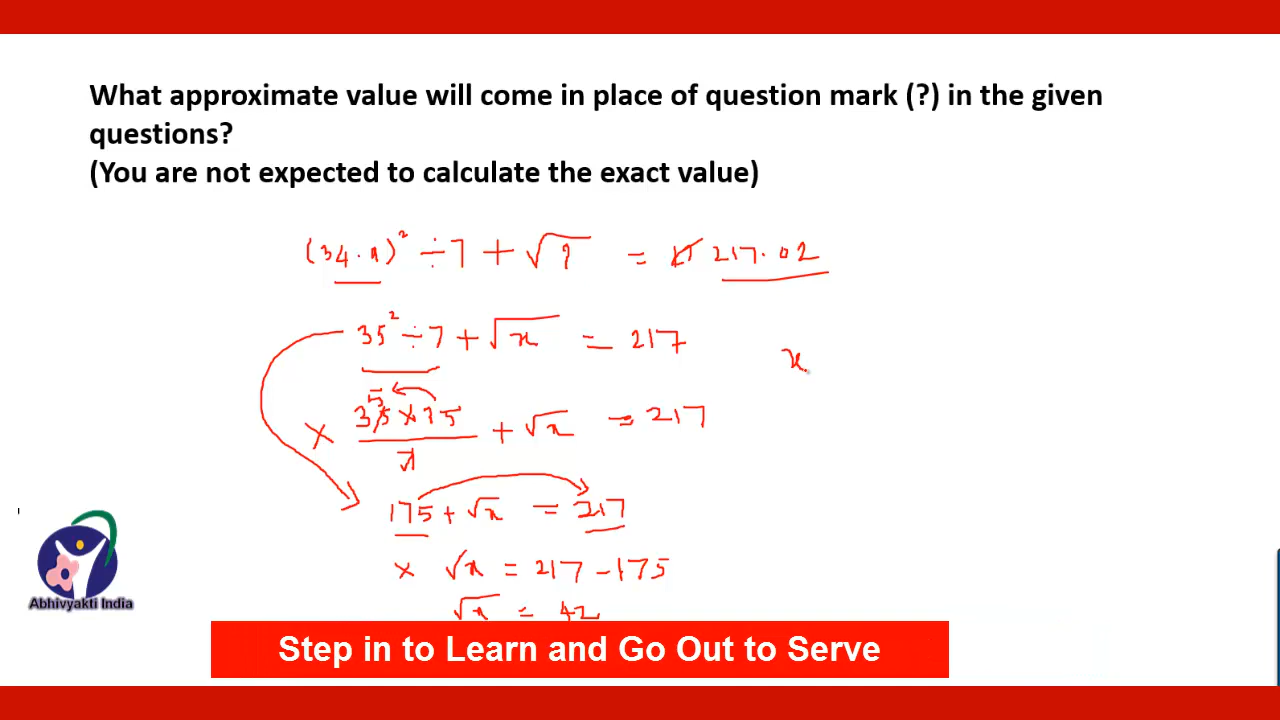 What approximate value will come in place of question mark (?) in the given
questions?
(You are not expected to calculate the exact value)
² ÷ 7 + √? = 217.02
35² ÷ 7 + √x = 217
x
5
× 35 × 35 / 7 + √x = 217
175 + √x = 217
× √x = 217 - 175
√x = 42
Abhivyakti India
Step in to Learn and Go Out to Serve